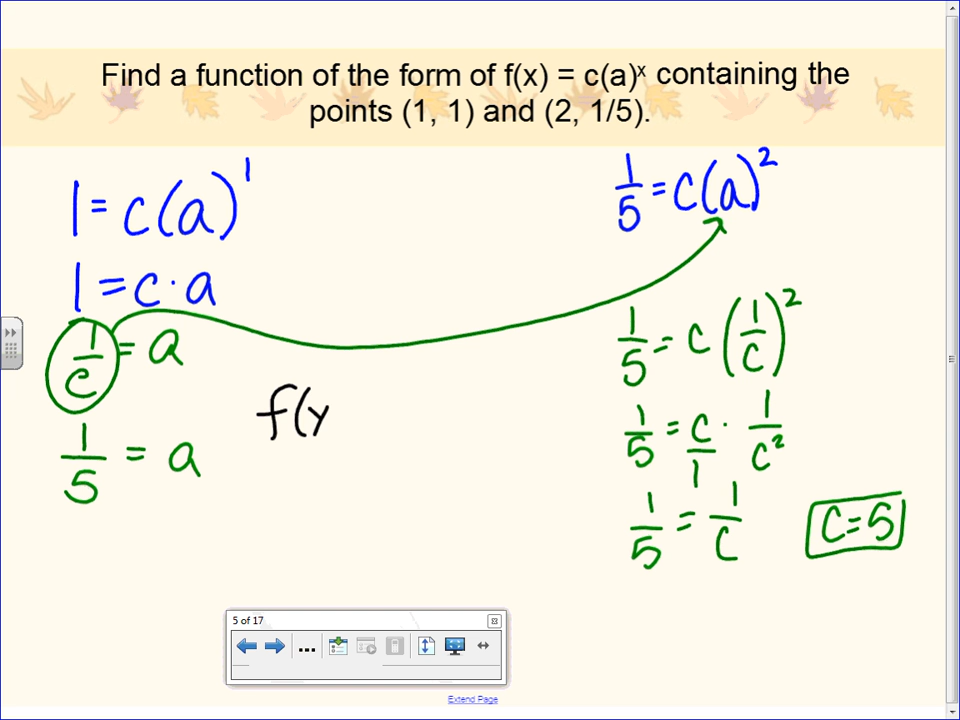 Find a function of the form of f(x) = c(a)ˣ containing the
points (1, 1) and (2, 1/5).
1 = c(a)¹
1 = c · a
1/c = a
1/5 = a
f(y
1/5 = c(a)²
1/5 = c (1/c)²
1/5 = c/1 · 1/c²
1/5 = 1/c
C = 5
5 of 17
...
Extend Page